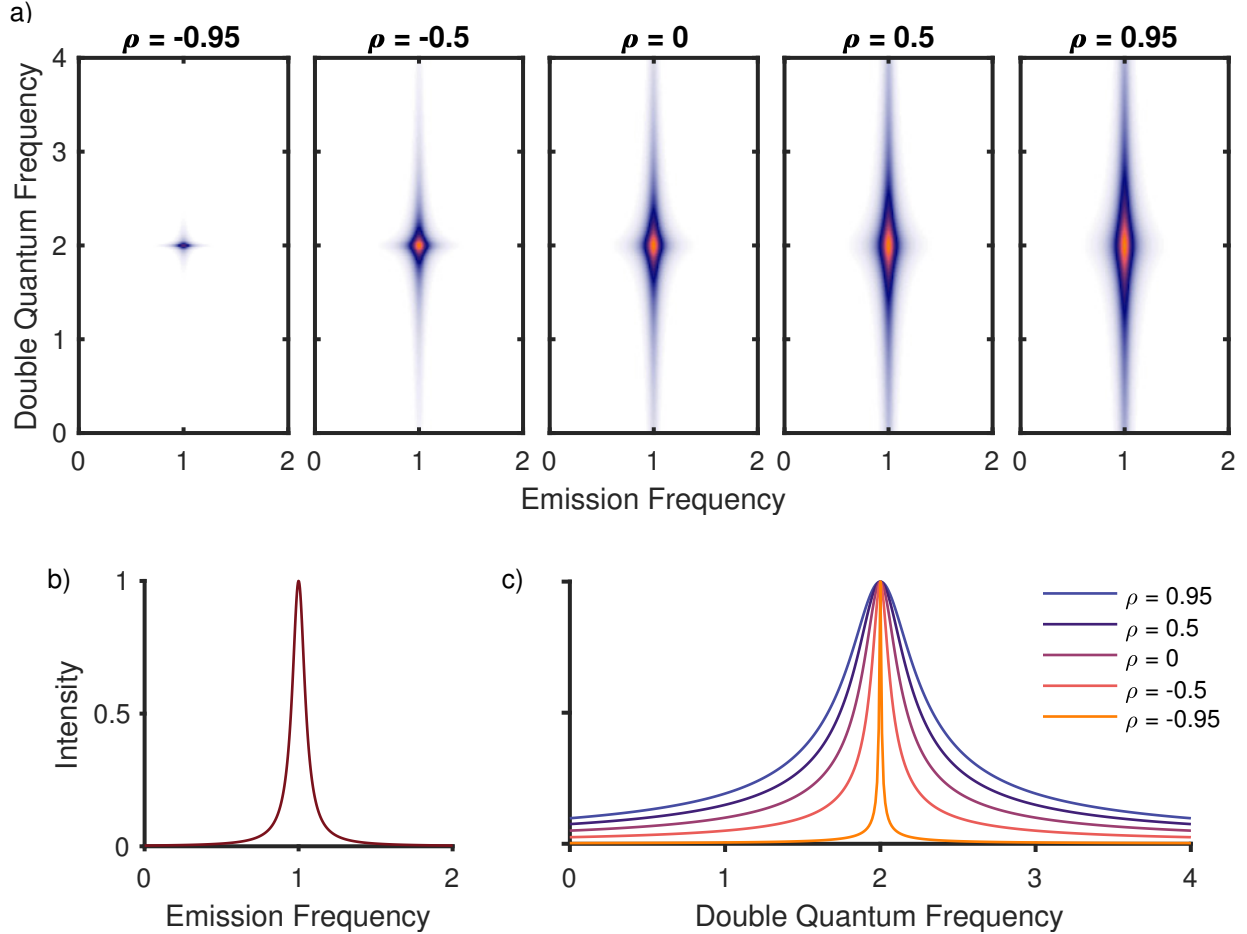 a)
ρ = -0.95
ρ = -0.5
ρ = 0
ρ = 0.5
ρ = 0.95
Double Quantum Frequency
4
3
2
1
0
0 1 2
0 1 2
0 1 2
0 1 2
0 1 2
Emission Frequency
b)
Intensity
1
0.5
0
0 1 2
Emission Frequency
c)
ρ = 0.95
ρ = 0.5
ρ = 0
ρ = -0.5
ρ = -0.95
0 1 2 3 4
Double Quantum Frequency